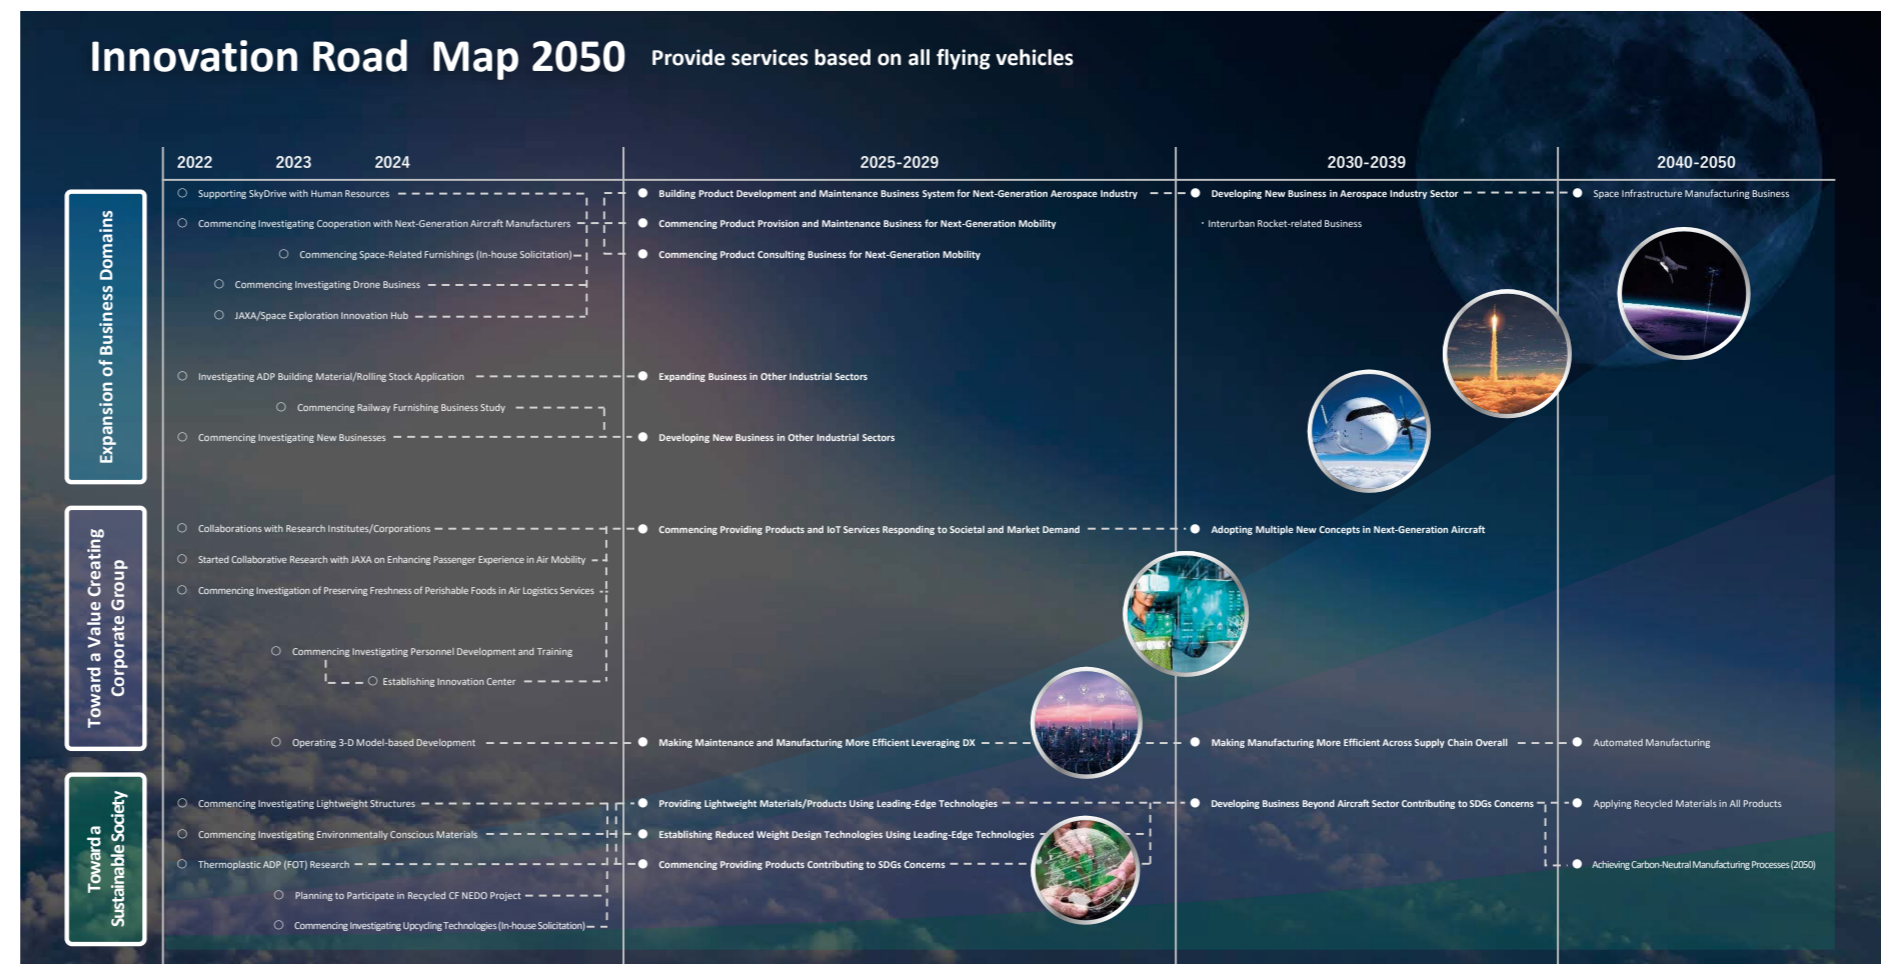 Innovation Road Map 2050
Provide services based on all flying vehicles
2022
2023
2024
2025-2029
2030-2039
2040-2050
Expansion of Business Domains
Supporting SkyDrive with Human Resources
Building Product Development and Maintenance Business System for Next-Generation Aerospace Industry
Developing New Business in Aerospace Industry Sector
Space Infrastructure Manufacturing Business
Commencing Investigating Cooperation with Next-Generation Aircraft Manufacturers
Commencing Product Provision and Maintenance Business for Next-Generation Mobility
・Interurban Rocket-related Business
Commencing Space-Related Furnishings (In-house Solicitation)
Commencing Product Consulting Business for Next-Generation Mobility
Commencing Investigating Drone Business
JAXA/Space Exploration Innovation Hub
Investigating ADP Building Material/Rolling Stock Application
Expanding Business in Other Industrial Sectors
Commencing Railway Furnishing Business Study
Commencing Investigating New Businesses
Developing New Business in Other Industrial Sectors
Toward a Value Creating
Corporate Group
Collaborations with Research Institutes/Corporations
Commencing Providing Products and IoT Services Responding to Societal and Market Demand
Adopting Multiple New Concepts in Next-Generation Aircraft
Started Collaborative Research with JAXA on Enhancing Passenger Experience in Air Mobility
Commencing Investigation of Preserving Freshness of Perishable Foods in Air Logistics Services
Commencing Investigating Personnel Development and Training
Establishing Innovation Center
Operating 3-D Model-based Development
Making Maintenance and Manufacturing More Efficient Leveraging DX
Making Manufacturing More Efficient Across Supply Chain Overall
Automated Manufacturing
Toward a
Sustainable Society
Commencing Investigating Lightweight Structures
Providing Lightweight Materials/Products Using Leading-Edge Technologies
Developing Business Beyond Aircraft Sector Contributing to SDGs Concerns
Applying Recycled Materials in All Products
Commencing Investigating Environmentally Conscious Materials
Establishing Reduced Weight Design Technologies Using Leading-Edge Technologies
Thermoplastic ADP (FOT) Research
Commencing Providing Products Contributing to SDGs Concerns
Achieving Carbon-Neutral Manufacturing Processes (2050)
Planning to Participate in Recycled CF NEDO Project
Commencing Investigating Upcycling Technologies (In-house Solicitation)